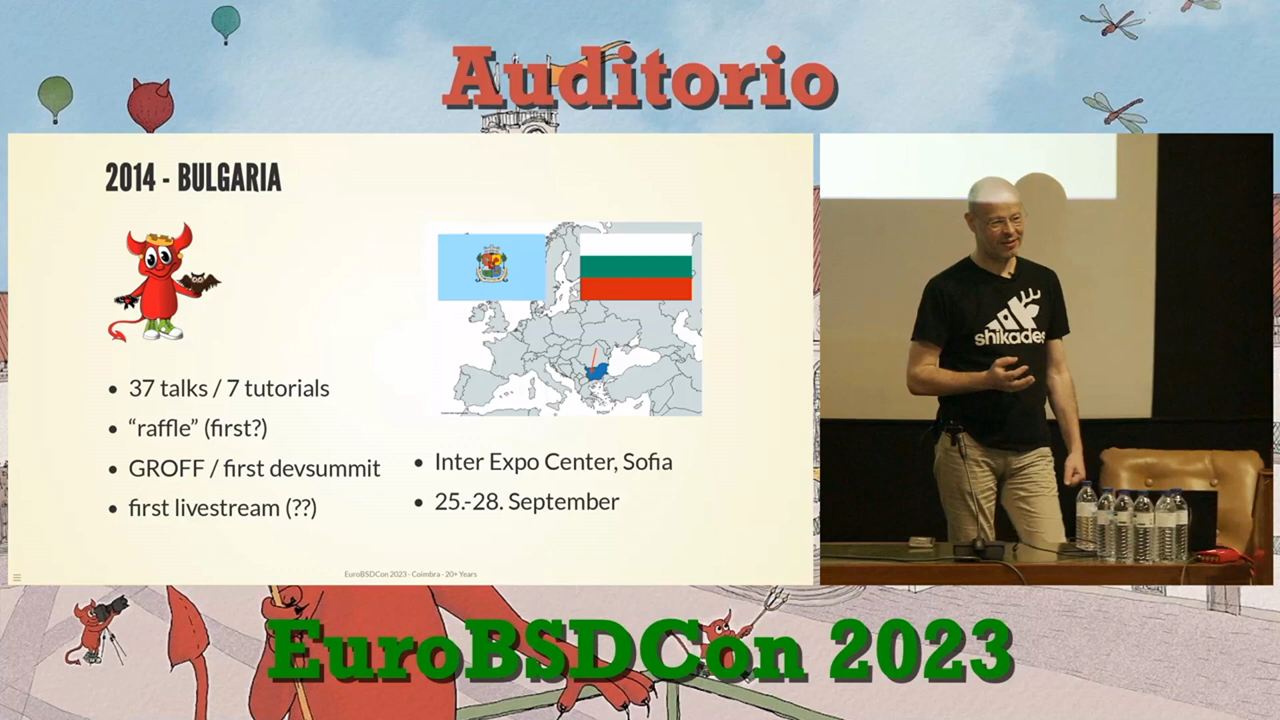 Auditorio
2014 - BULGARIA
• 37 talks / 7 tutorials
• “raffle” (first?)
• GROFF / first devsummit
• first livestream (??)
• Inter Expo Center, Sofia
• 25.-28. September
EuroBSDCon 2023 - Coimbra - 20+ Years
shikades
EuroBSDCon 2023